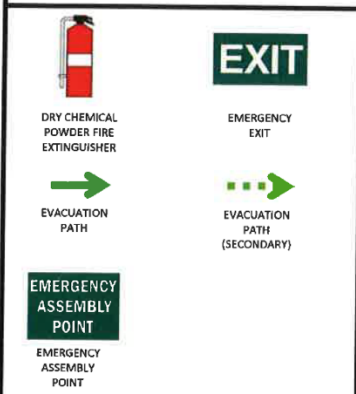 EXIT
DRY CHEMICAL
POWDER FIRE
EXTINGUISHER
EMERGENCY
EXIT
EVACUATION
PATH
EVACUATION
PATH
(SECONDARY)
EMERGENCY
ASSEMBLY
POINT
EMERGENCY
ASSEMBLY
POINT